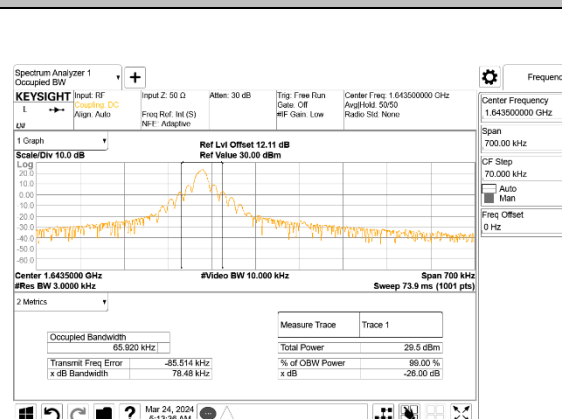 Spectrum Analyzer 1
Occupied BW
KEYSIGHT
L
Input: RF
Coupling: DC
Align: Auto
Input Z: 50 Ω
Freq Ref: Int (S)
NFE: Adaptive
Atten: 30 dB
Trig: Free Run
Gate: Off
#IF Gain: Low
Center Freq: 1.643500000 GHz
Avg|Hold: 50/50
Radio Std: None
1 Graph
Scale/Div 10.0 dB
Ref Lvl Offset 12.11 dB
Ref Value 30.00 dBm
Log
20.0
10.0
0.00
-10.0
-20.0
-30.0
-40.0
-50.0
-60.0
Center 1.6435000 GHz
#Res BW 3.0000 kHz
#Video BW 10.000 kHz
Span 700 kHz
Sweep 73.9 ms (1001 pts)
2 Metrics
Measure Trace Trace 1
Occupied Bandwidth
65.920 kHz
Total Power 29.5 dBm
Transmit Freq Error -85.514 kHz
% of OBW Power 99.00 %
x dB Bandwidth 78.48 kHz
x dB -26.00 dB
Mar 24, 2024
Frequenc
Center Frequency
1.643500000 GHz
Span
700.00 kHz
CF Step
70.000 kHz
Auto
Man
Freq Offset
0 Hz